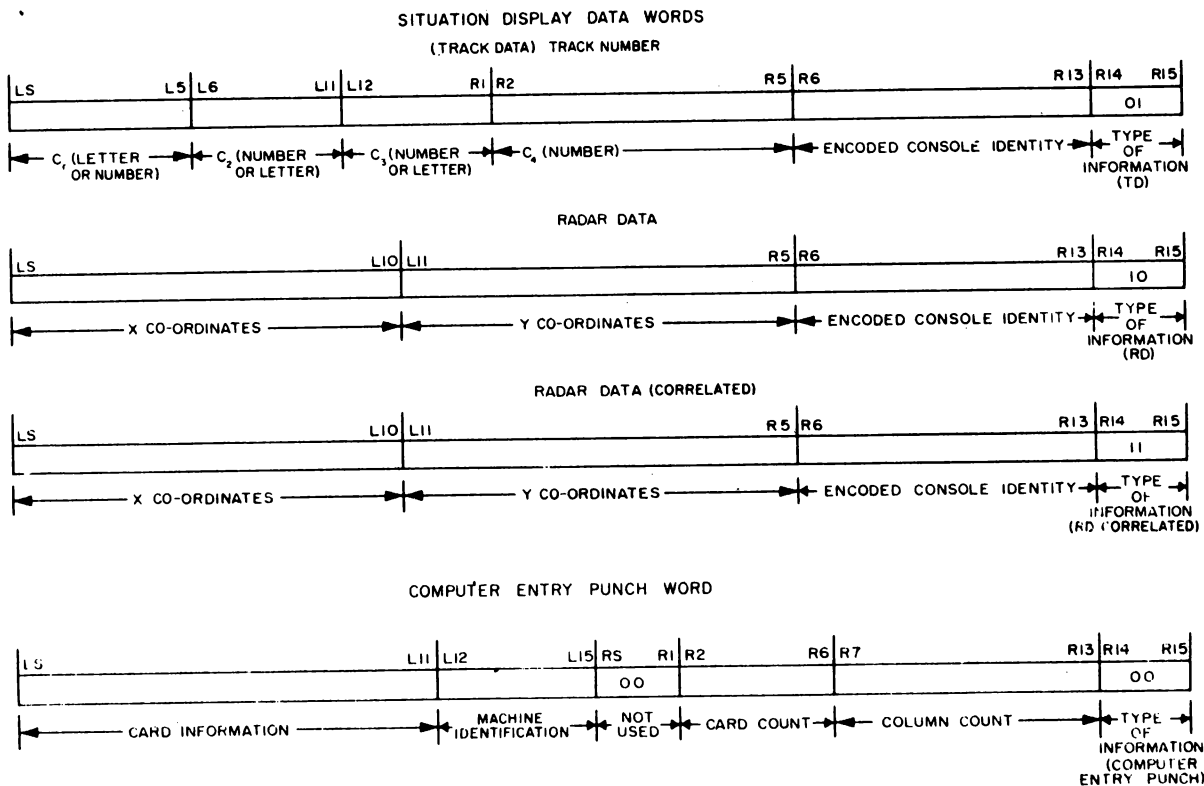 SITUATION DISPLAY DATA WORDS
(TRACK DATA) TRACK NUMBER
LS L5 L6 L11 L12 R1 R2 R5 R6 R13 R14 R15
01
C1 (LETTER OR NUMBER) C2 (NUMBER OR LETTER) C3 (NUMBER OR LETTER) C4 (NUMBER) ENCODED CONSOLE IDENTITY TYPE OF INFORMATION (TD)
RADAR DATA
LS L10 L11 R5 R6 R13 R14 R15
10
X CO-ORDINATES Y CO-ORDINATES ENCODED CONSOLE IDENTITY TYPE OF INFORMATION (RD)
RADAR DATA (CORRELATED)
LS L10 L11 R5 R6 R13 R14 R15
11
X CO-ORDINATES Y CO-ORDINATES ENCODED CONSOLE IDENTITY TYPE OF INFORMATION (RD CORRELATED)
COMPUTER ENTRY PUNCH WORD
LS L11 L12 L15 RS R1 R2 R6 R7 R13 R14 R15
00 00
CARD INFORMATION MACHINE IDENTIFICATION NOT USED CARD COUNT COLUMN COUNT TYPE OF INFORMATION (COMPUTER ENTRY PUNCH)